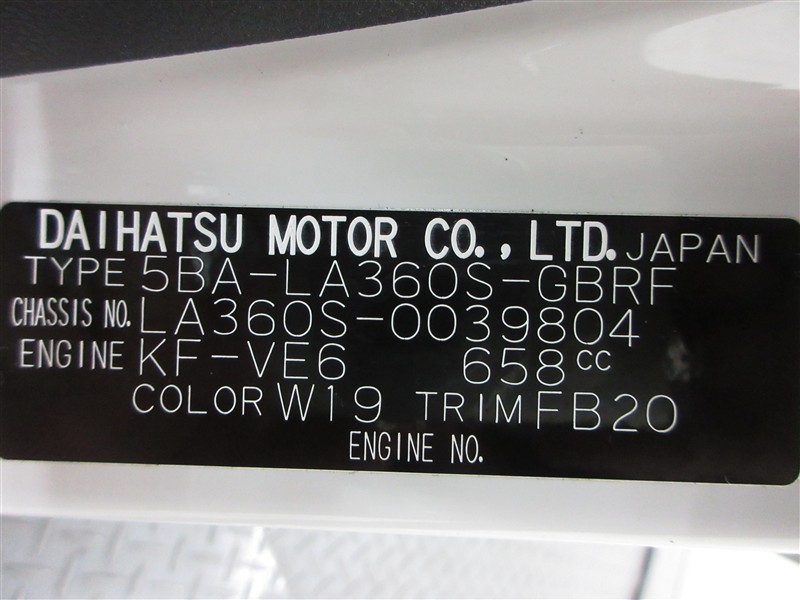 DAIHATSU MOTOR CO., LTD. JAPAN
TYPE 5BA-LA360S-GBRF
CHASSIS NO. LA360S-0039804
ENGINE KF-VE6 658cc
COLOR W19 TRIM FB20
ENGINE NO.